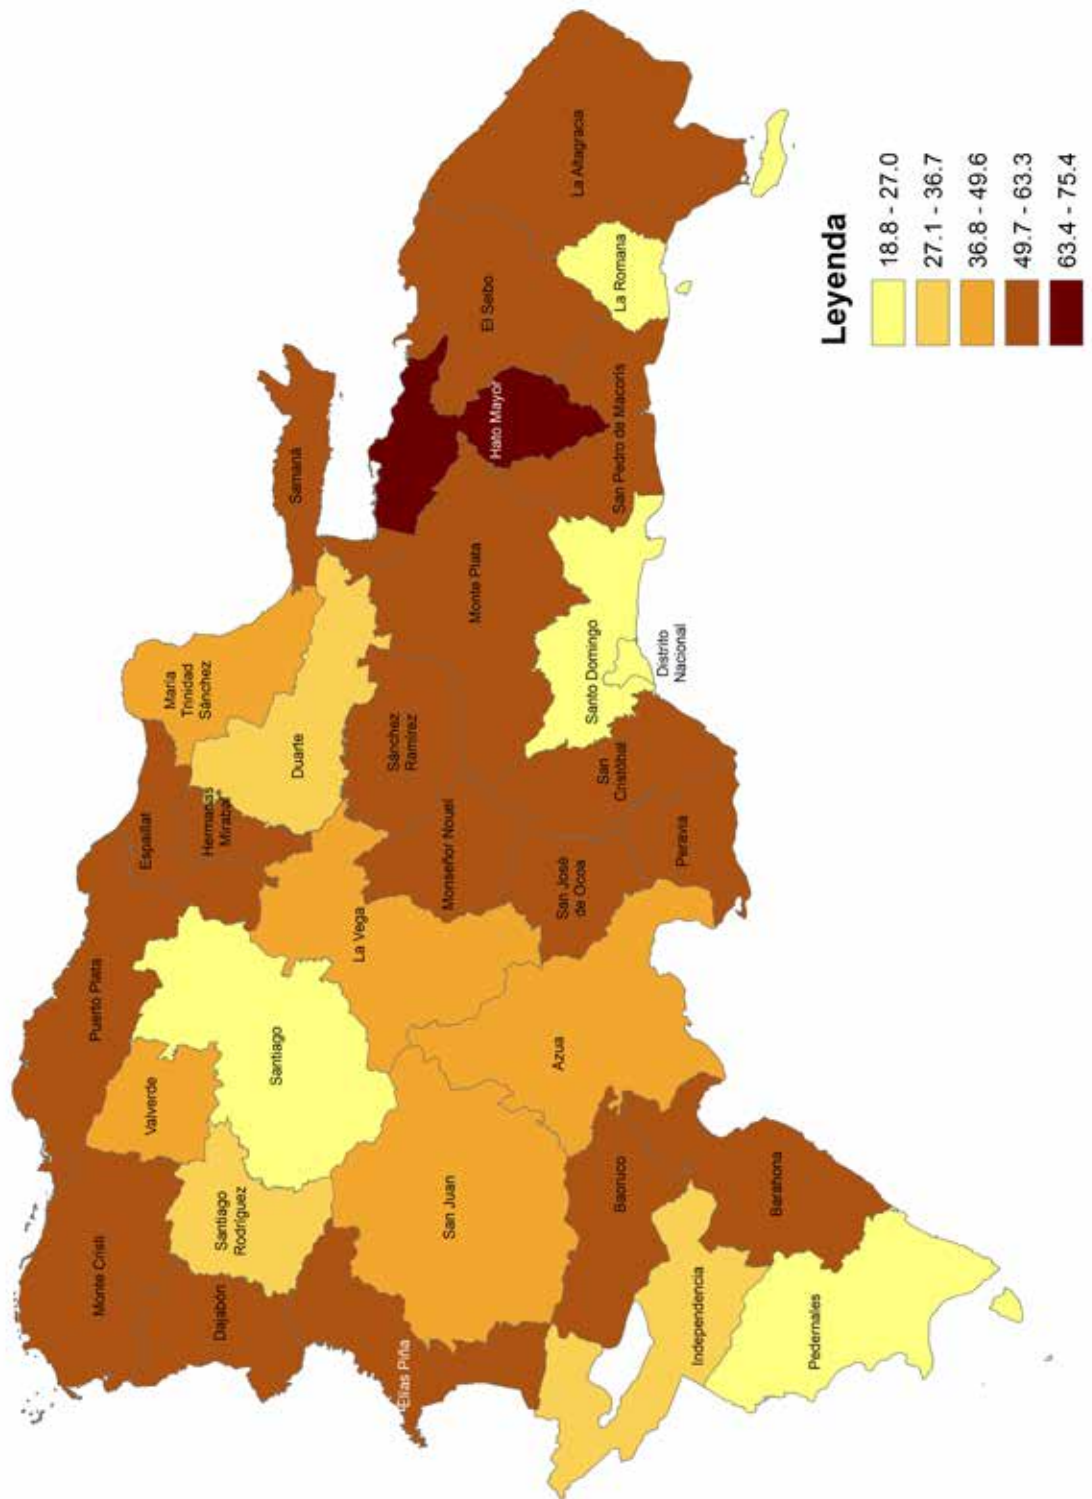 Monte Cristi
Puerto Plata
Espaillat
Valverde
Hermanas
Mirabal
María
Trinidad
Sánchez
Dajabón
Santiago
Rodríguez
Santiago
Duarte
Samaná
Elías Piña
San Juan
La Vega
Monseñor Nouel
Sánchez
Ramírez
Monte Plata
Hato Mayor
El Seibo
La Altagracia
Baoruco
Azua
San José
de Ocoa
San
Cristóbal
Santo Domingo
San Pedro de Macorís
La Romana
Independencia
Peravia
Distrito
Nacional
Pedernales
Barahona
Leyenda
18.8 - 27.0
27.1 - 36.7
36.8 - 49.6
49.7 - 63.3
63.4 - 75.4